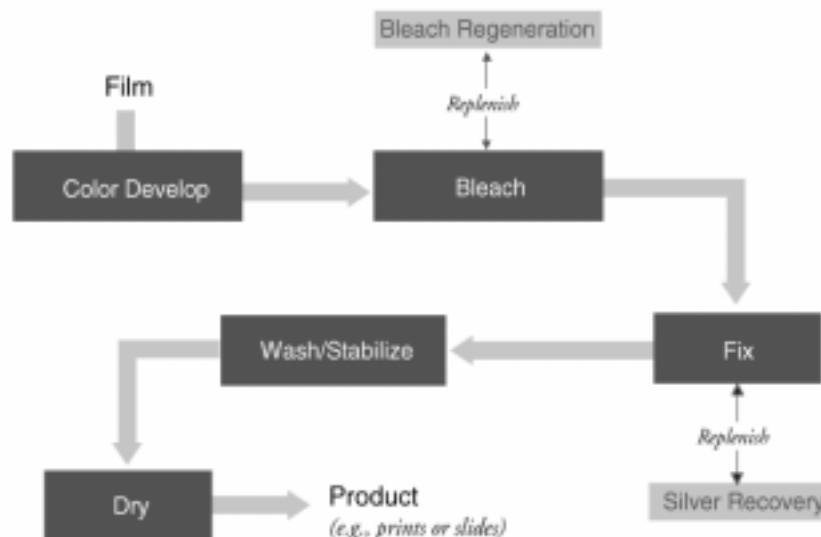 Bleach Regeneration
Film
Replenish
Color Develop
Bleach
Wash/Stabilize
Fix
Replenish
Dry
Product
(e.g., prints or slides)
Silver Recovery